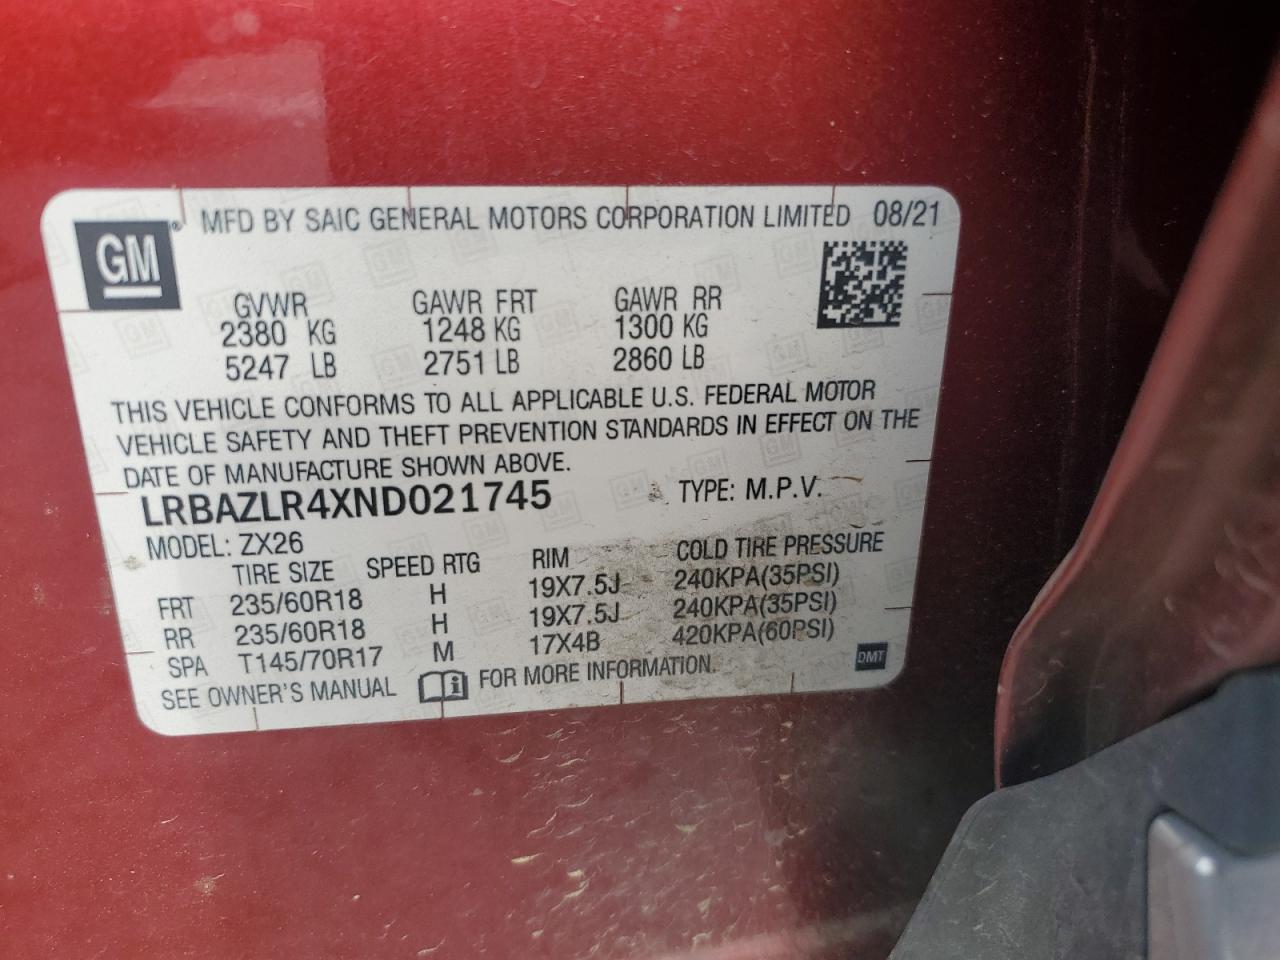 GM® MFD BY SAIC GENERAL MOTORS CORPORATION LIMITED 08/21
GVWR GAWR FRT GAWR RR
2380 KG 1248 KG 1300 KG
5247 LB 2751 LB 2860 LB
THIS VEHICLE CONFORMS TO ALL APPLICABLE U.S. FEDERAL MOTOR
VEHICLE SAFETY AND THEFT PREVENTION STANDARDS IN EFFECT ON THE
DATE OF MANUFACTURE SHOWN ABOVE.
LRBAZLR4XND021745 TYPE: M.P.V.
MODEL: ZX26
TIRE SIZE SPEED RTG RIM COLD TIRE PRESSURE
FRT 235/60R18 H 19X7.5J 240KPA(35PSI)
RR 235/60R18 H 19X7.5J 240KPA(35PSI)
SPA T145/70R17 M 17X4B 420KPA(60PSI)
SEE OWNER'S MANUAL i FOR MORE INFORMATION. DMT